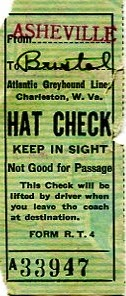 ASHEVILLE
From
To Bristol
Atlantic Greyhound Line
Charleston, W. Va.
HAT CHECK
KEEP IN SIGHT
Not Good for Passage
This Check will be
lifted by driver when
you leave the coach
at destination.
FORM R. T. 4
A33947